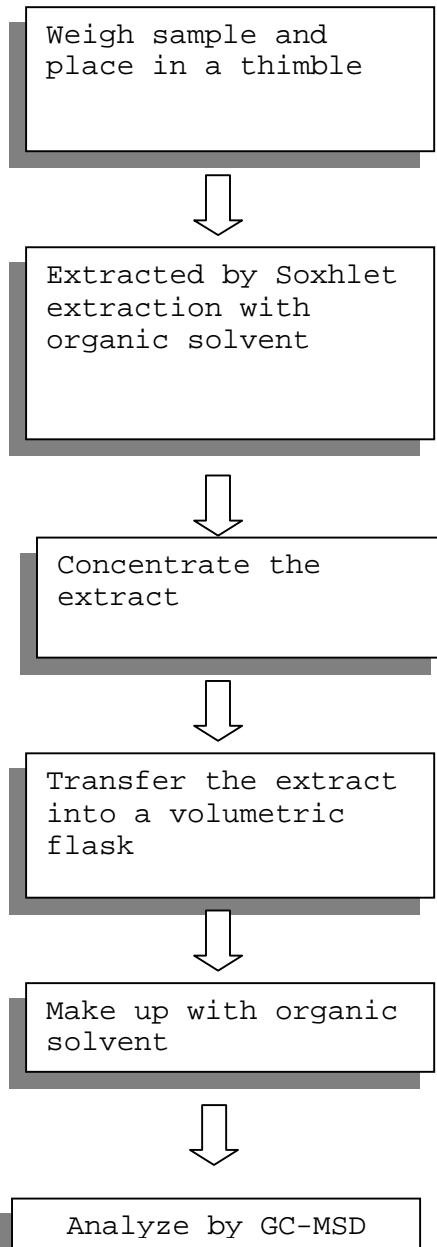 Weigh sample and
place in a thimble
Extracted by Soxhlet
extraction with
organic solvent
Concentrate the
extract
Transfer the extract
into a volumetric
flask
Make up with organic
solvent
Analyze by GC-MSD